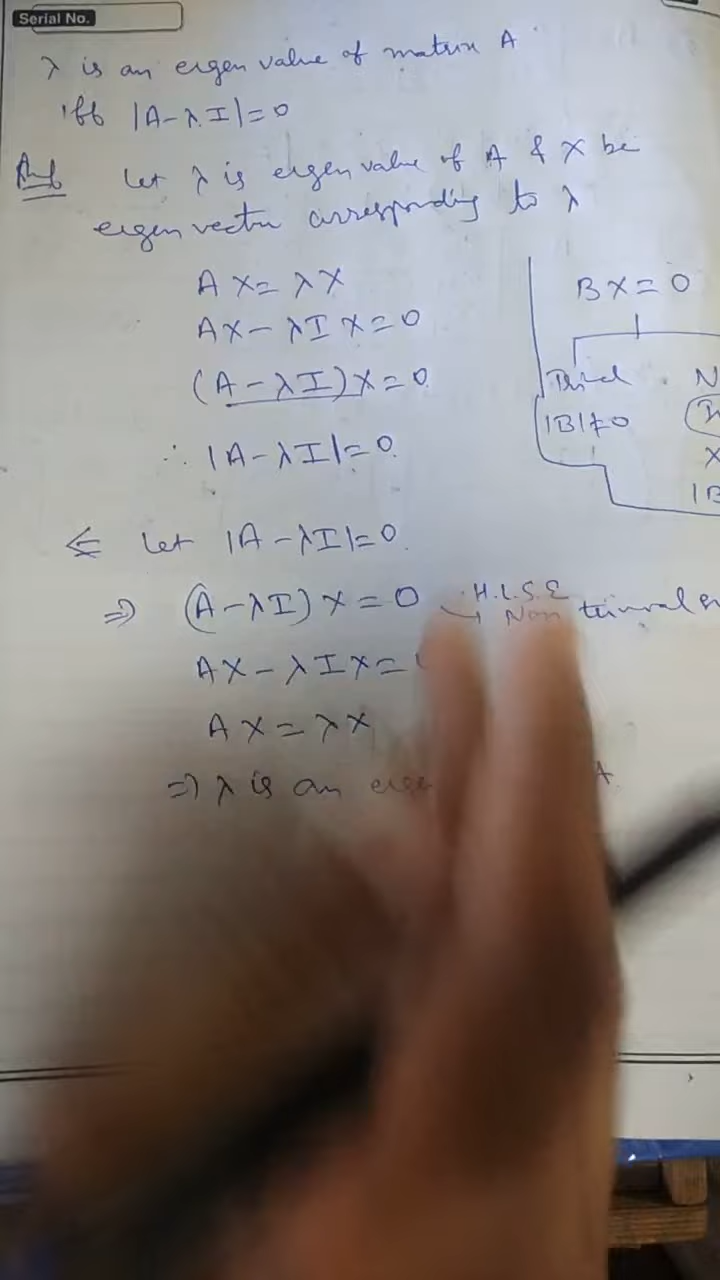 Serial No.
λ is an eigen value of matrix A
iff |A-λI|=0
Let λ is eigen value of A & X be
eigen vector corresponding to λ
AX=λX
AX-λIX=0
(A-λI)X=0
∴ |A-λI|=0
⇐ Let |A-λI|=0
⇒ (A-λI)X=0 → H.L.S.E
Non trivial
AX-λIX=
AX=λX
⇒ λ is an A
BX=0
|B|≠0
X
|B